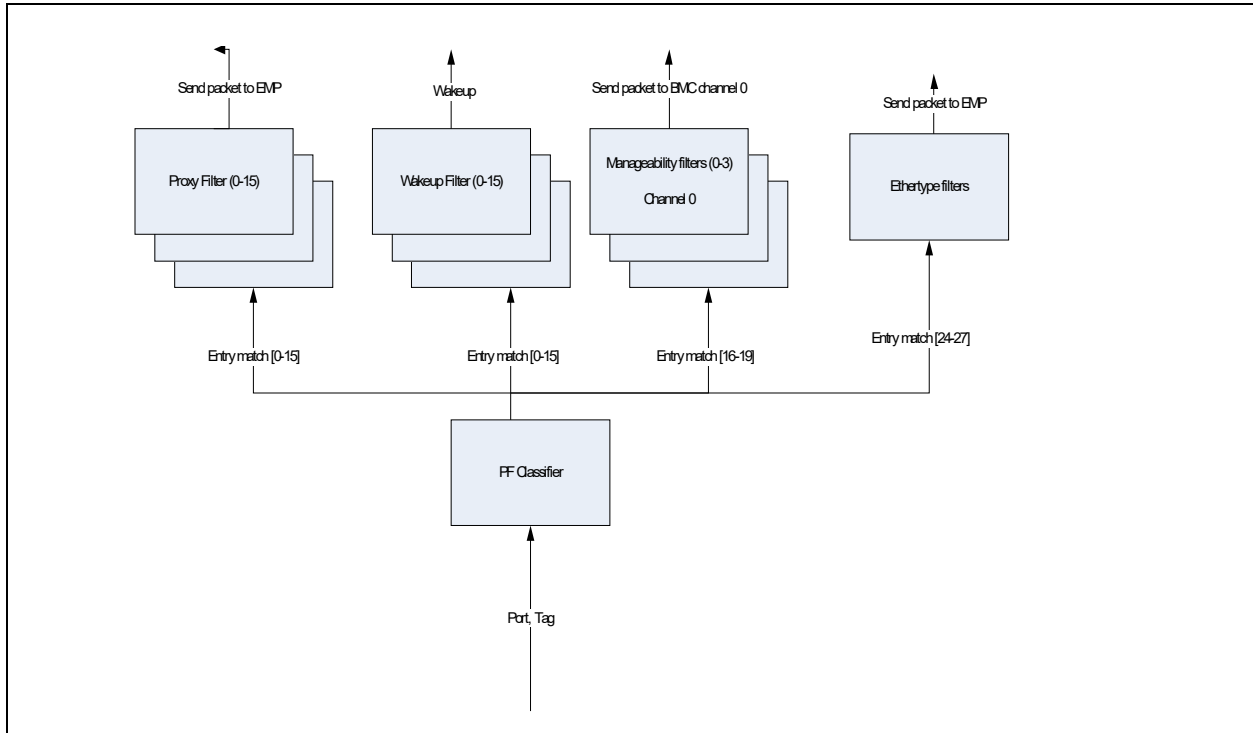 Send packet to EMP
Wakeup
Send packet to BMC channel 0
Send packet to EMP
Proxy Filter (0-15)
Wakeup Filter (0-15)
Manageability filters (0-3)
Channel 0
Ethertype filters
Entry match [0-15]
Entry match [0-15]
Entry match [16-19]
Entry match [24-27]
PF Classifier
Port, Tag